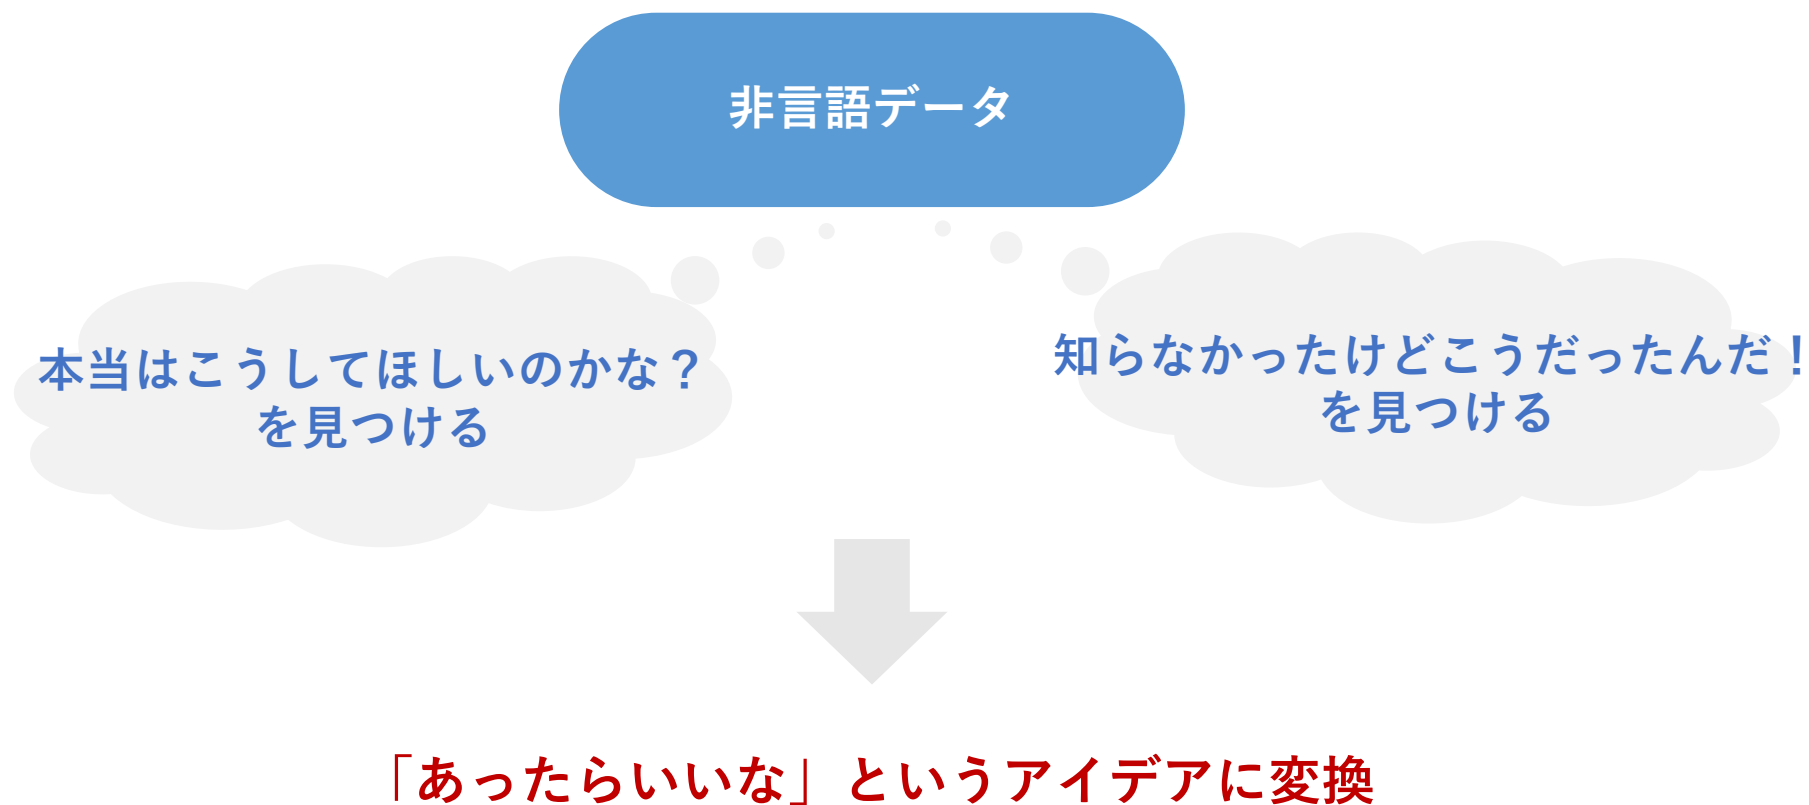 非言語データ
本当はこうしてほしいのかな？
を見つける
知らなかったけどこうだったんだ！
を見つける
「あったらいいな」というアイデアに変換